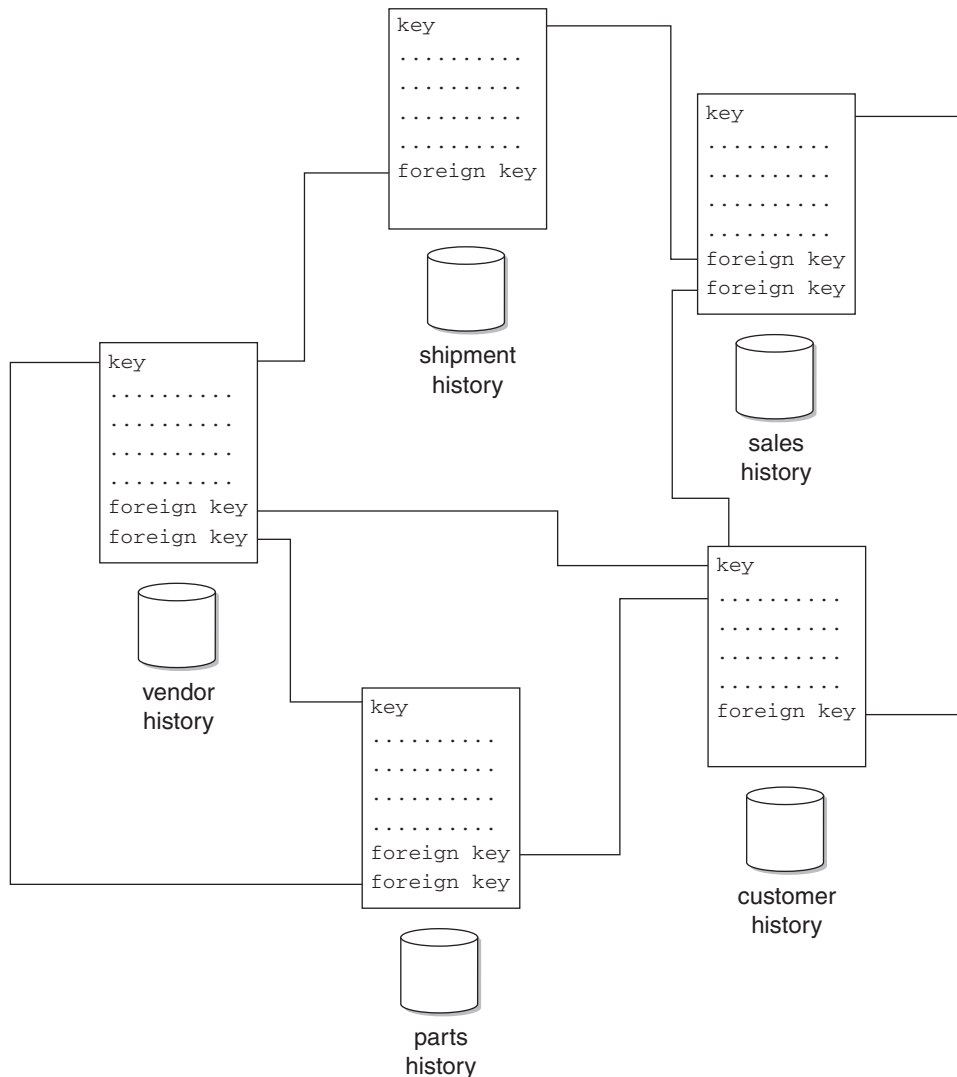 key
. . . . . . . . . .
. . . . . . . . . .
. . . . . . . . . .
. . . . . . . . . .
foreign key
shipment
history
key
. . . . . . . . . .
. . . . . . . . . .
. . . . . . . . . .
. . . . . . . . . .
foreign key
foreign key
sales
history
key
. . . . . . . . . .
. . . . . . . . . .
. . . . . . . . . .
. . . . . . . . . .
foreign key
foreign key
vendor
history
key
. . . . . . . . . .
. . . . . . . . . .
. . . . . . . . . .
. . . . . . . . . .
foreign key
customer
history
key
. . . . . . . . . .
. . . . . . . . . .
. . . . . . . . . .
. . . . . . . . . .
foreign key
foreign key
parts
history